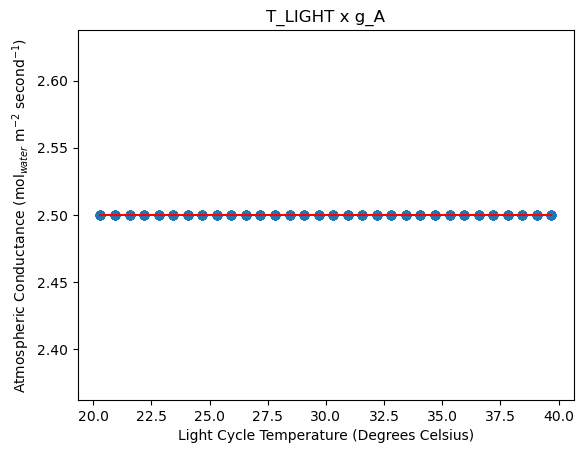 T_LIGHT x g_A
Atmospheric Conductance (mol_water m⁻² second⁻¹)
2.60
2.55
2.50
2.45
2.40
20.0 22.5 25.0 27.5 30.0 32.5 35.0 37.5 40.0
Light Cycle Temperature (Degrees Celsius)